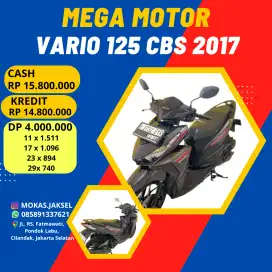 MEGA MOTOR
VARIO 125 CBS 2017
CASH
RP 15.800.000
KREDIT
RP 14.800.000
DP 4.000.000
11 x 1.511
17 x 1.096
23 x 894
29x 740
MOKAS.JAKSEL
085891337621
JL. RS. Fatmawati,
Pondok Labu,
Cilandak, Jakarta Selatan